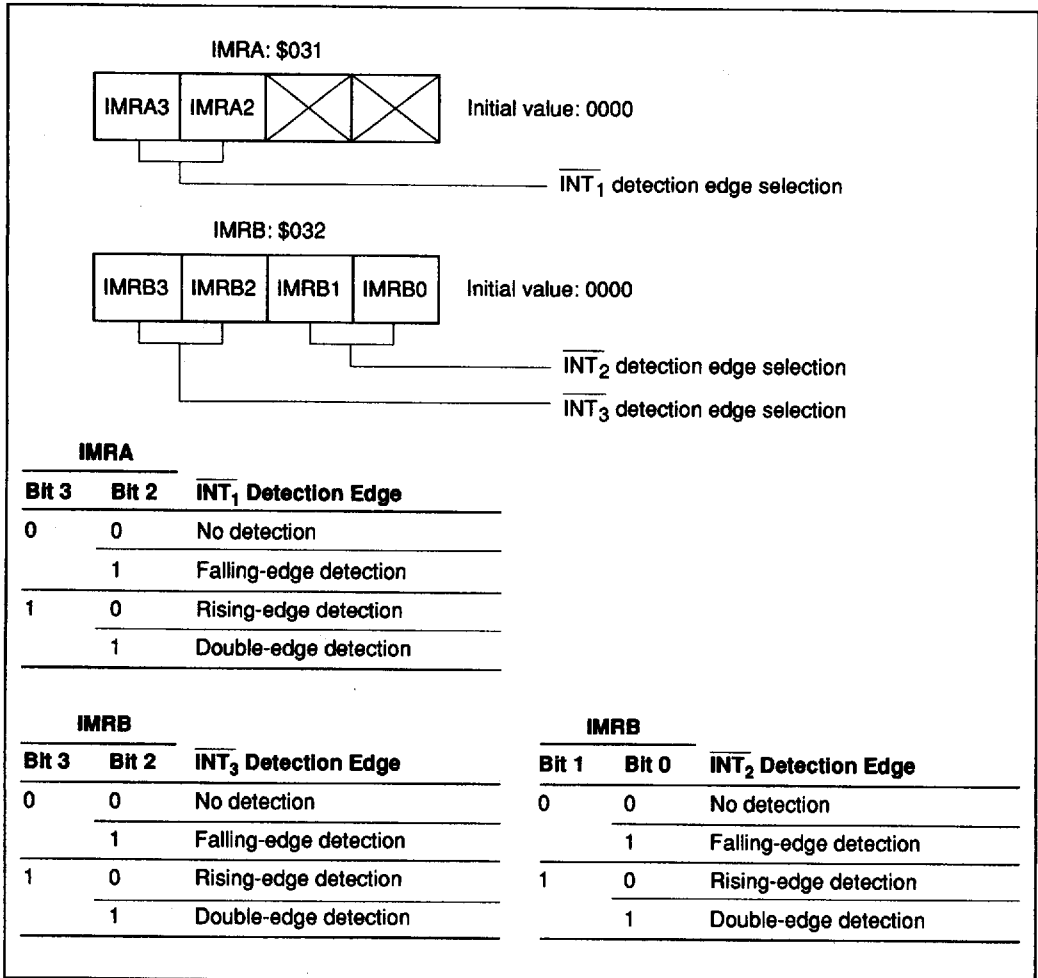 IMRA: $031
IMRA3 IMRA2 Initial value: 0000
INT1 detection edge selection
IMRB: $032
IMRB3 IMRB2 IMRB1 IMRB0 Initial value: 0000
INT2 detection edge selection
INT3 detection edge selection
IMRA
Bit 3 Bit 2 INT1 Detection Edge
0 0 No detection
1 Falling-edge detection
1 0 Rising-edge detection
1 Double-edge detection
IMRB
Bit 3 Bit 2 INT3 Detection Edge
0 0 No detection
1 Falling-edge detection
1 0 Rising-edge detection
1 Double-edge detection
IMRB
Bit 1 Bit 0 INT2 Detection Edge
0 0 No detection
1 Falling-edge detection
1 0 Rising-edge detection
1 Double-edge detection